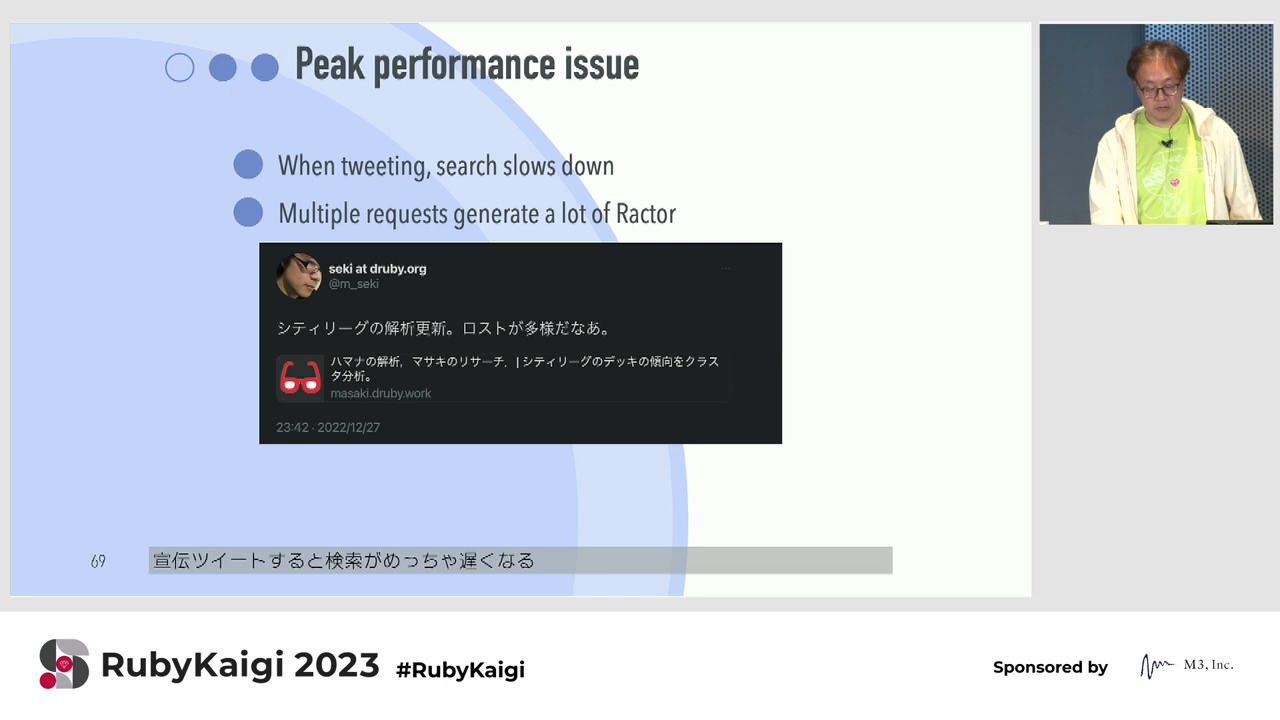 Peak performance issue
When tweeting, search slows down
Multiple requests generate a lot of Ractor
seki at druby.org
@m_seki
シティリーグの解析更新。ロストが多様だなあ。
ハマナの解析，マサキのリサーチ．| シティリーグのデッキの傾向をクラス
タ分析。
masaki.druby.work
23:42 · 2022/12/27
69
宣伝ツイートすると検索がめっちゃ遅くなる
RubyKaigi 2023 #RubyKaigi
Sponsored by
M3, Inc.